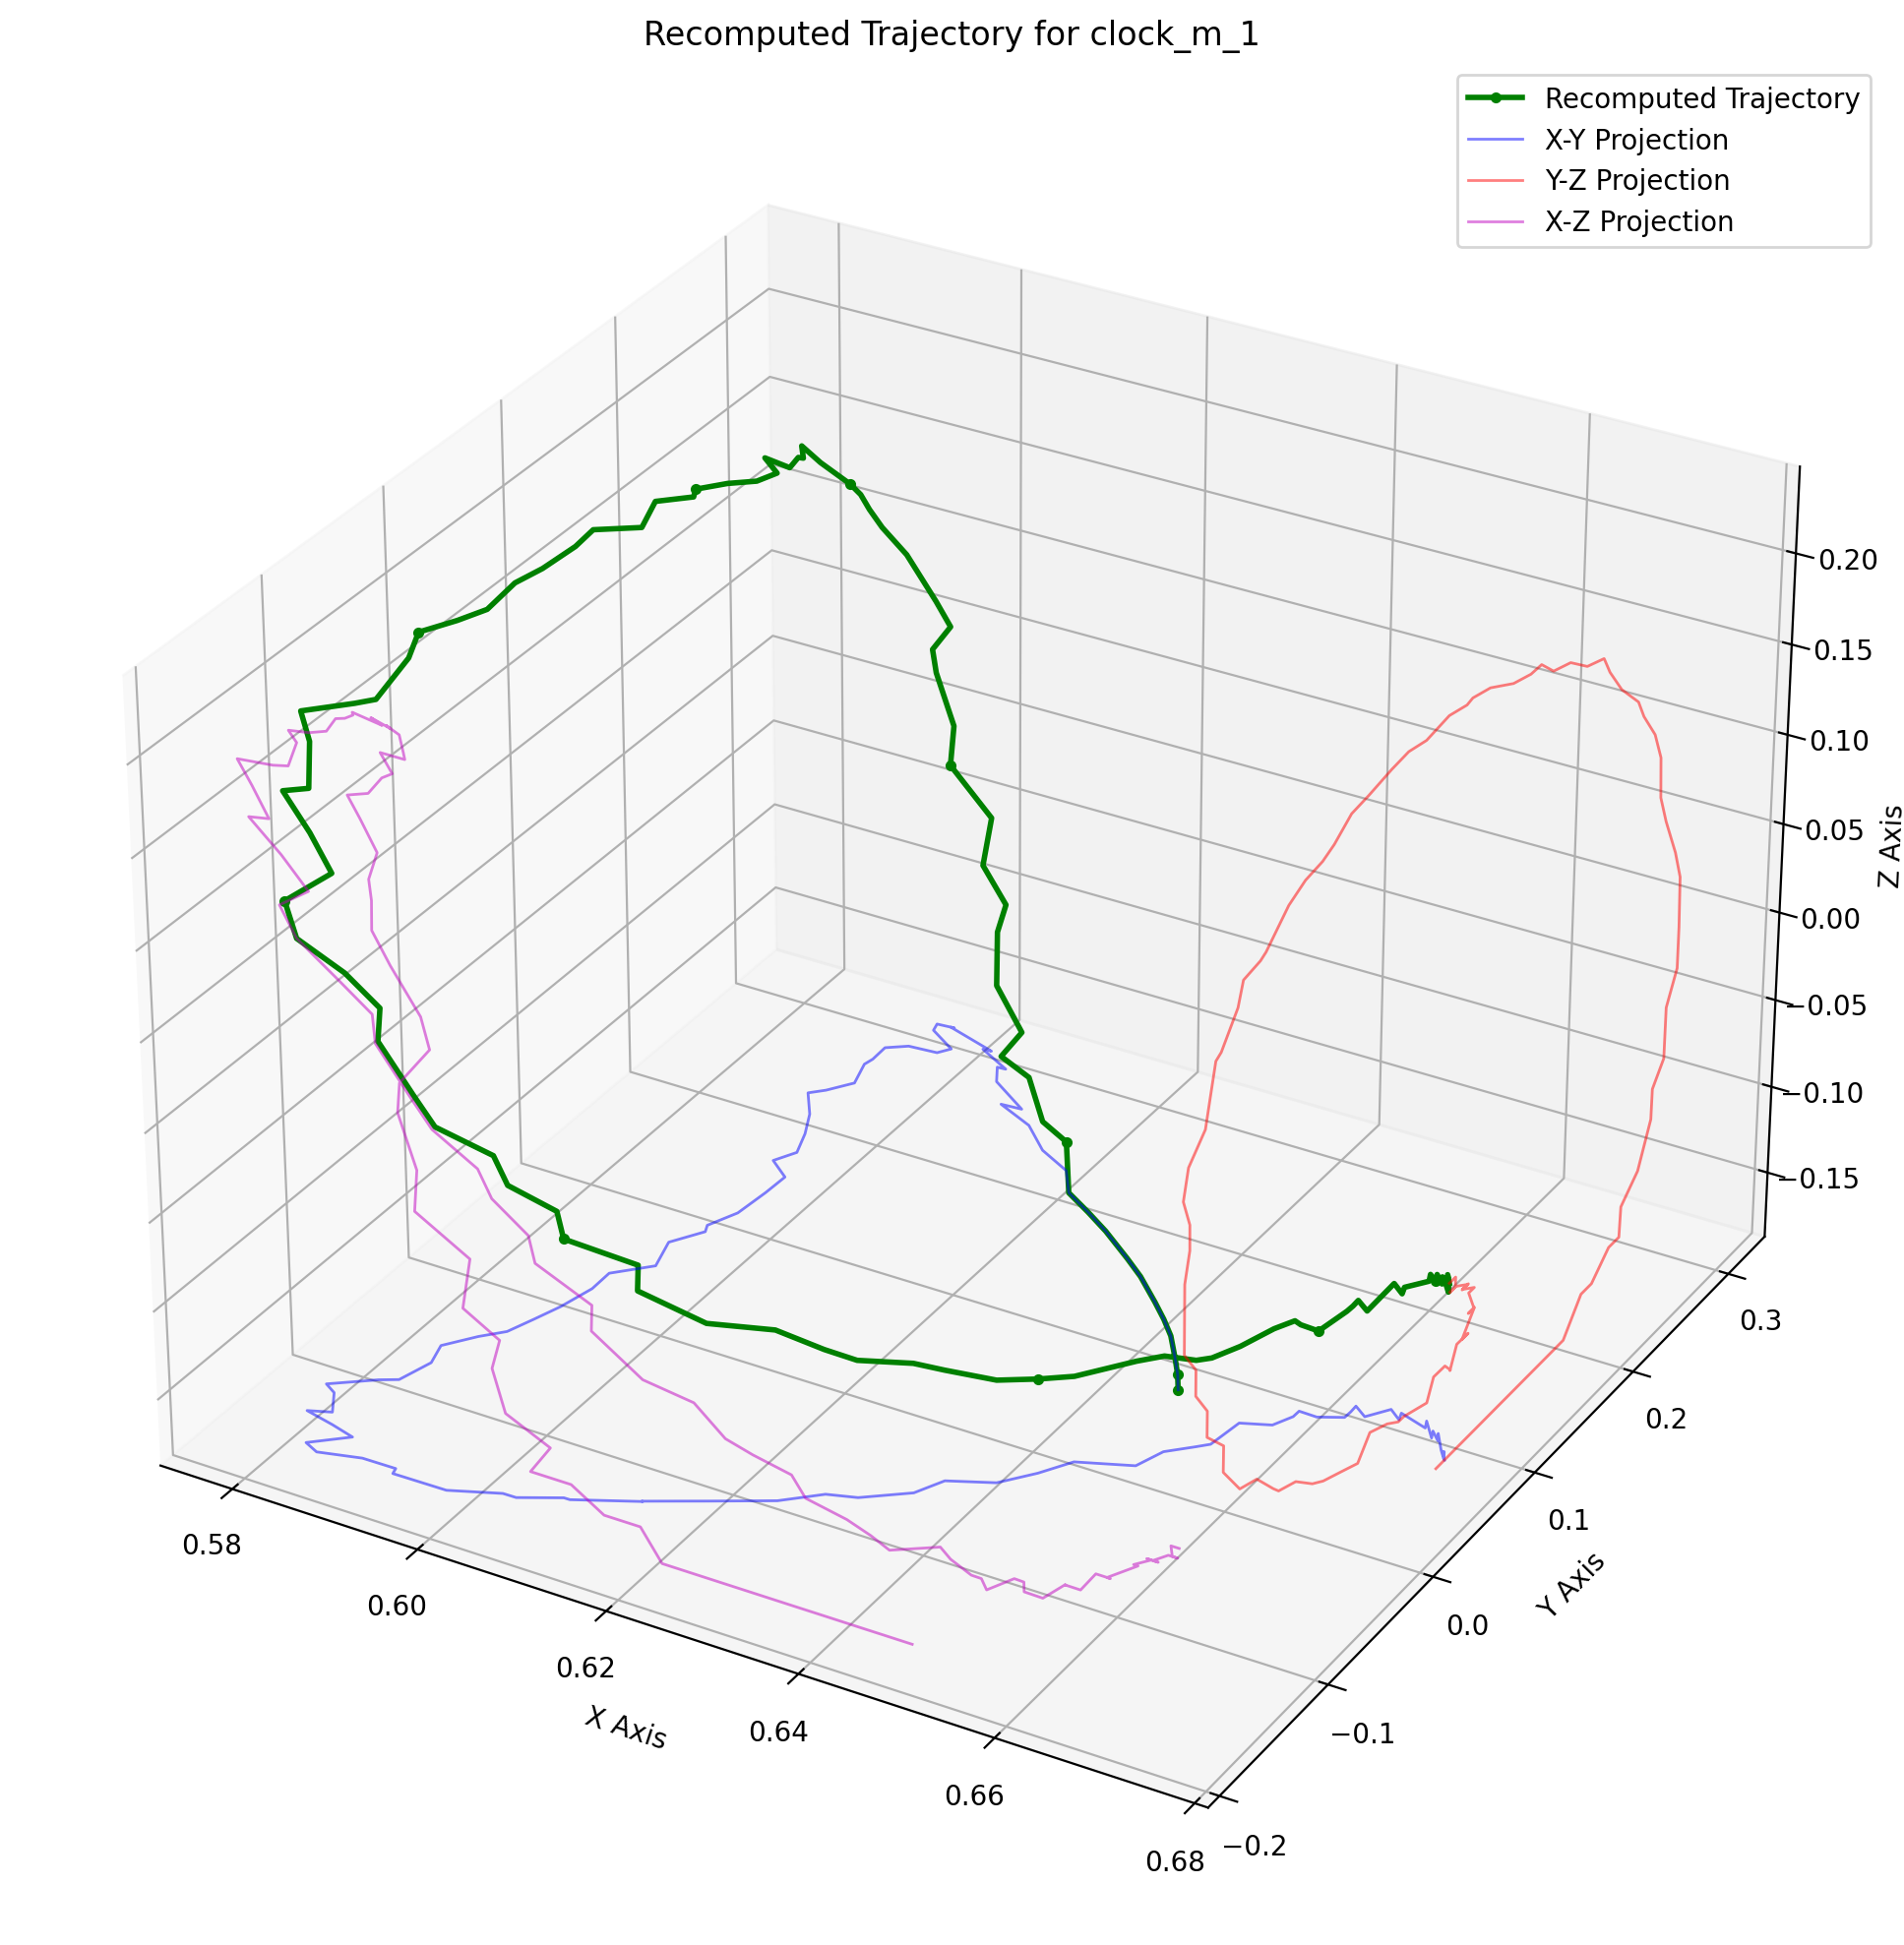 Recomputed Trajectory for clock_m_1
Recomputed Trajectory
X-Y Projection
Y-Z Projection
X-Z Projection
0.20
0.15
0.10
0.05
0.00
−0.05
−0.10
−0.15
Z Axis
0.3
0.2
0.1
0.0
−0.1
−0.2
Y Axis
0.58
0.60
0.62
0.64
0.66
0.68
X Axis